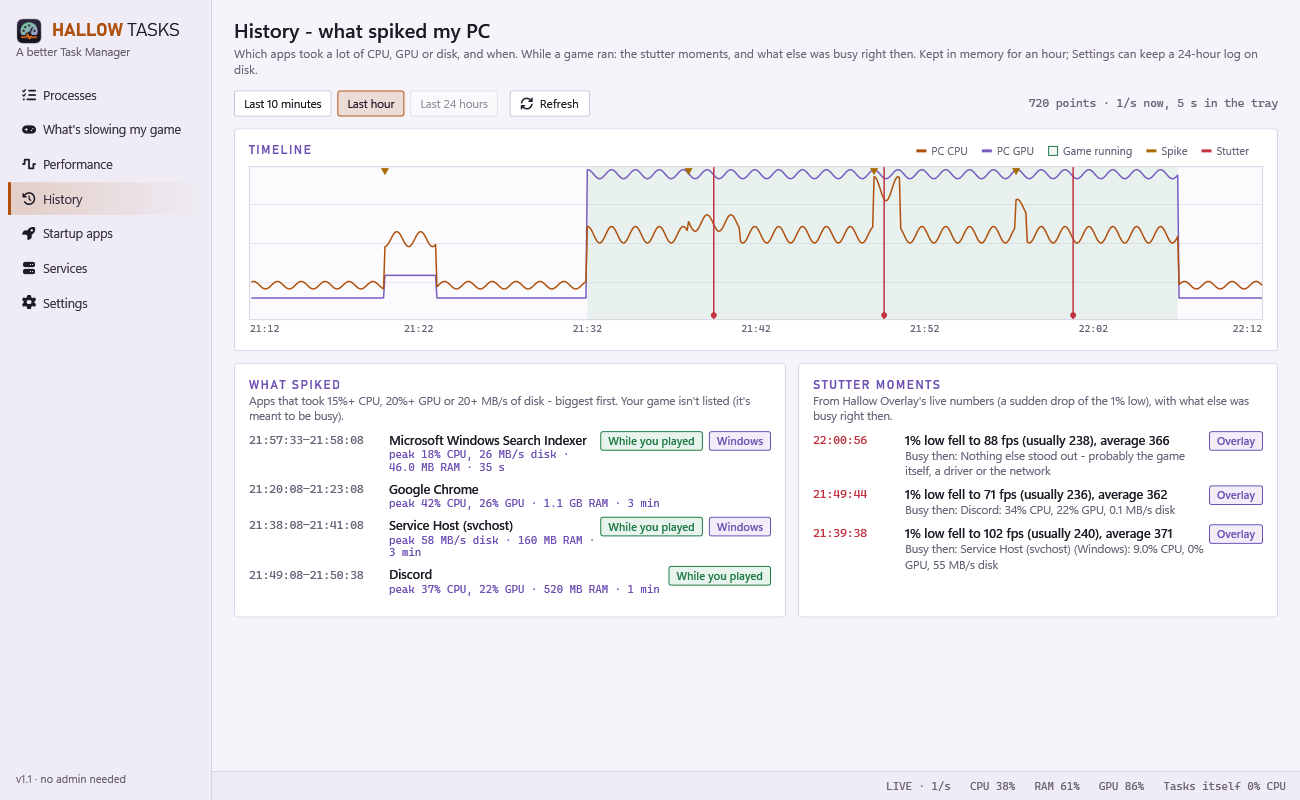 HALLOW TASKS
A better Task Manager
Processes
What's slowing my game
Performance
History
Startup apps
Services
Settings
v1.1 · no admin needed
History - what spiked my PC
Which apps took a lot of CPU, GPU or disk, and when. While a game ran: the stutter moments, and what else was busy right then. Kept in memory for an hour; Settings can keep a 24-hour log on
disk.
Last 10 minutes
Last hour
Last 24 hours
Refresh
720 points · 1/s now, 5 s in the tray
TIMELINE
PC CPU
PC GPU
Game running
Spike
Stutter
21:12
21:22
21:32
21:42
21:52
22:02
22:12
WHAT SPIKED
Apps that took 15%+ CPU, 20%+ GPU or 20+ MB/s of disk - biggest first. Your game isn't listed (it's
meant to be busy).
21:57:33–21:58:08
Microsoft Windows Search Indexer
While you played
Windows
peak 18% CPU, 26 MB/s disk ·
46.0 MB RAM · 35 s
21:20:08–21:23:08
Google Chrome
peak 42% CPU, 26% GPU · 1.1 GB RAM · 3 min
21:38:08–21:41:08
Service Host (svchost)
While you played
Windows
peak 58 MB/s disk · 160 MB RAM ·
3 min
21:49:08–21:50:38
Discord
While you played
peak 37% CPU, 22% GPU · 520 MB RAM · 1 min
STUTTER MOMENTS
From Hallow Overlay's live numbers (a sudden drop of the 1% low), with what else was
busy right then.
22:00:56
1% low fell to 88 fps (usually 238), average 366
Overlay
Busy then: Nothing else stood out - probably the game
itself, a driver or the network
21:49:44
1% low fell to 71 fps (usually 236), average 362
Overlay
Busy then: Discord: 34% CPU, 22% GPU, 0.1 MB/s disk
21:39:38
1% low fell to 102 fps (usually 240), average 371
Overlay
Busy then: Service Host (svchost) (Windows): 9.0% CPU, 0%
GPU, 55 MB/s disk
LIVE · 1/s
CPU 38%
RAM 61%
GPU 86%
Tasks itself 0% CPU